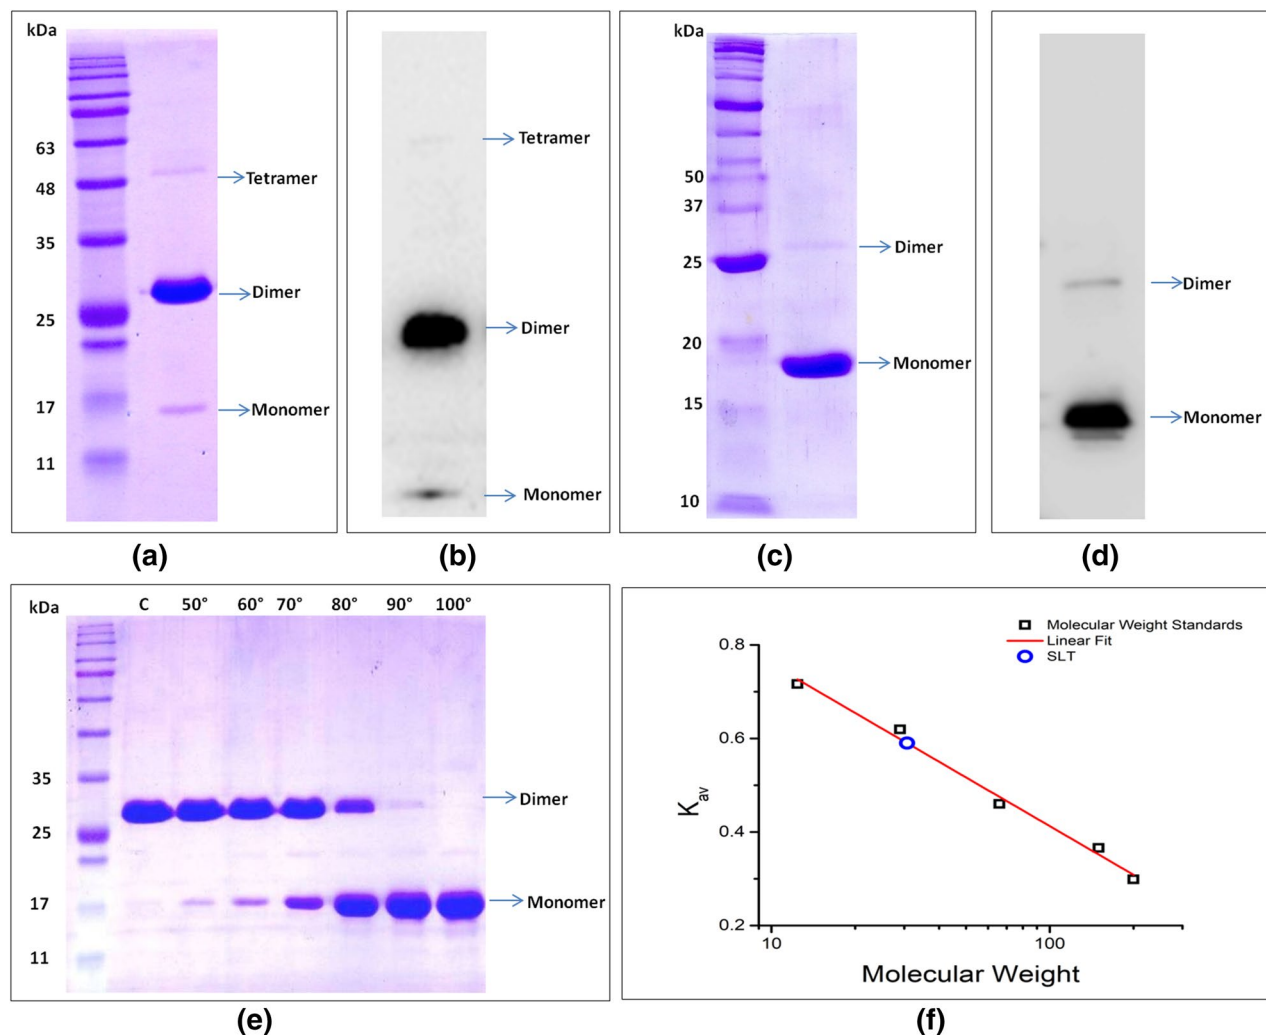 kDa
63
48
35
25
17
11
Tetramer
Dimer
Monomer
(a)
Tetramer
Dimer
Monomer
(b)
kDa
50
37
25
20
15
10
Dimer
Monomer
(c)
Dimer
Monomer
(d)
kDa
C 50° 60° 70° 80° 90° 100°
35
25
17
11
Dimer
Monomer
(e)
Molecular Weight Standards
Linear Fit
SLT
0.8
0.6
0.4
0.2
Kav
10 100
Molecular Weight
(f)